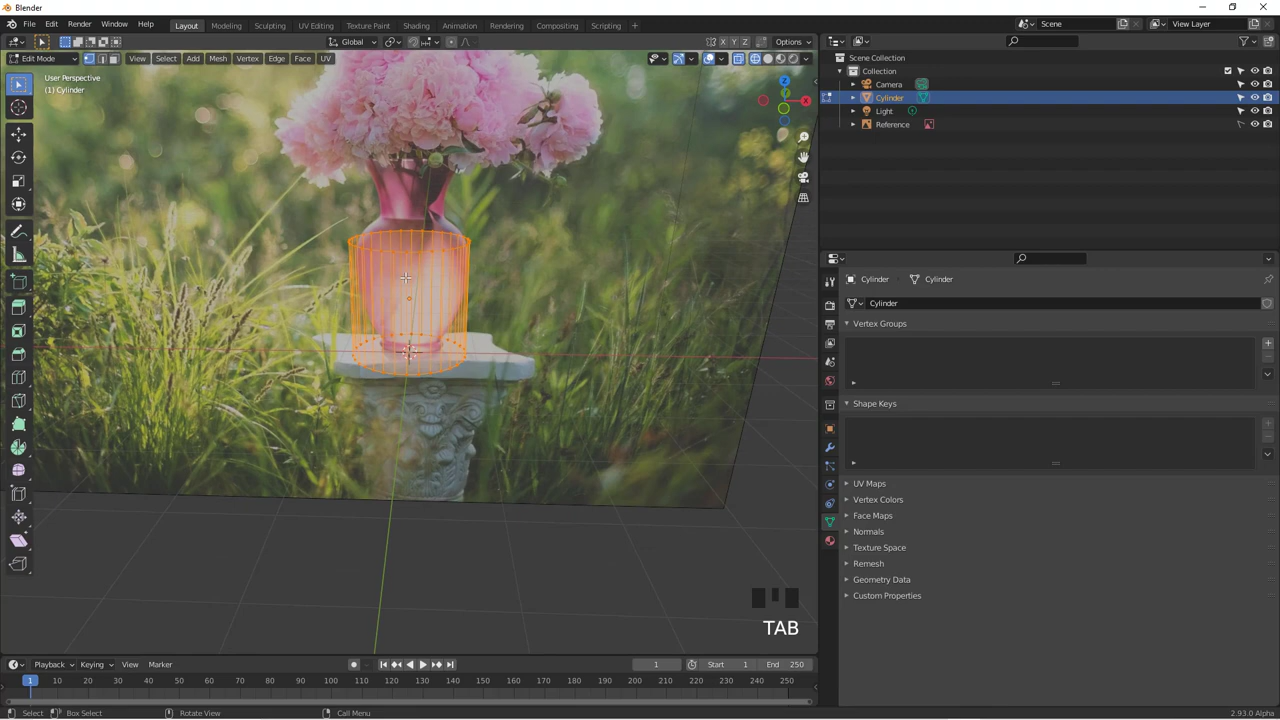 Blender
File Edit Render Window Help Layout Modeling Sculpting UV Editing Texture Paint Shading Animation Rendering Compositing Scripting + Scene View Layer
Global X Y Z Options
Edit Mode View Select Add Mesh Vertex Edge Face UV
User Perspective
(1) Cylinder
Z
X
Scene Collection
Collection
Camera
Cylinder
Light
Reference
Cylinder Cylinder
Cylinder
Vertex Groups
Shape Keys
UV Maps
Vertex Colors
Face Maps
Normals
Texture Space
Remesh
Geometry Data
Custom Properties
TAB
Playback Keying View Marker 1 Start 1 End 250
1 10 20 30 40 50 60 70 80 90 100 110 120 130 140 150 160 170 180 190 200 210 220 230 240 250
Select Box Select Rotate View Call Menu 2.93.0 Alpha